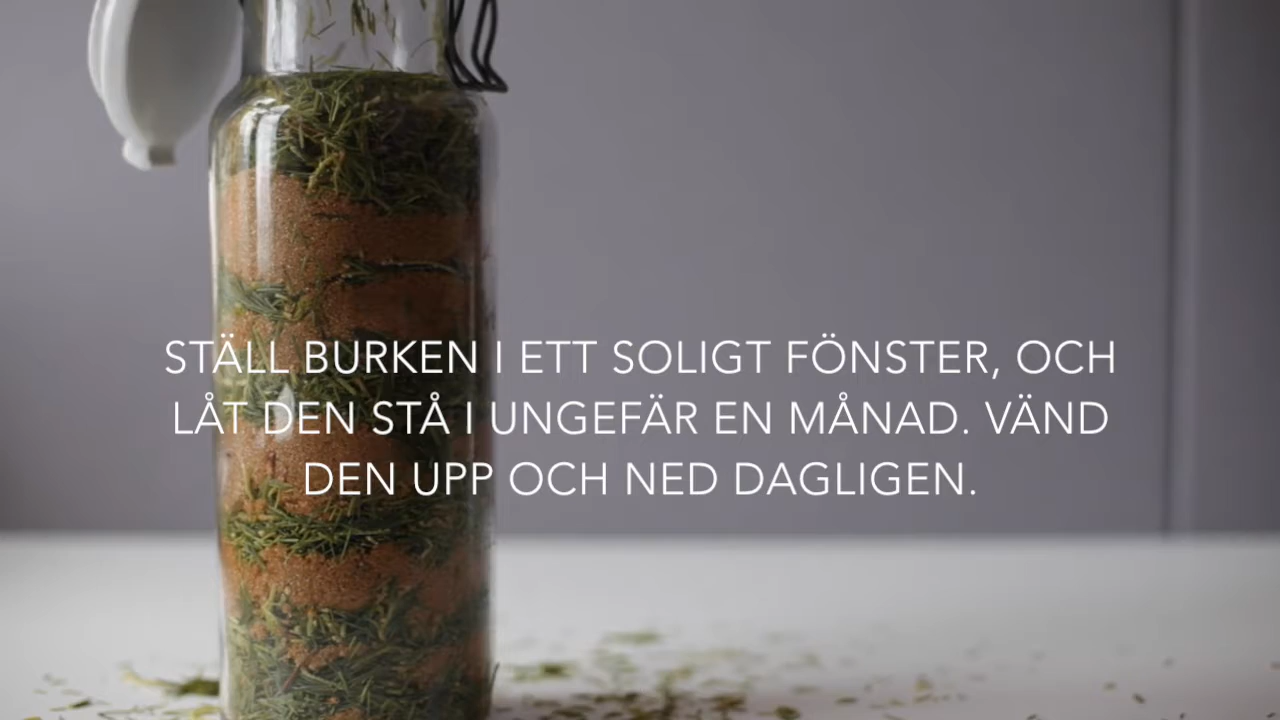 STÄLL BURKEN I ETT SOLIGT FÖNSTER, OCH
LÅT DEN STÅ I UNGEFÄR EN MÅNAD. VÄND
DEN UPP OCH NED DAGLIGEN.